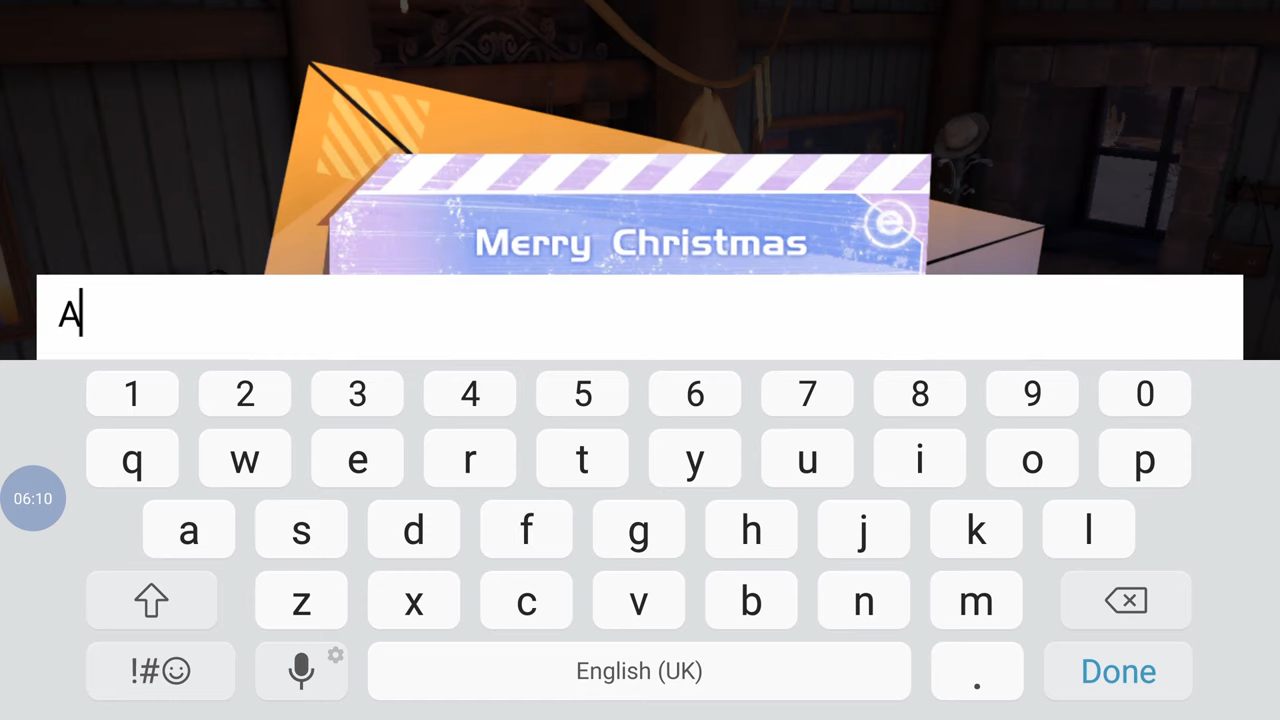 e
Merry Christmas
A
1 2 3 4 5 6 7 8 9 0
q w e r t y u i o p
06:10
a s d f g h j k l
z x c v b n m
!#☺ English (UK) . Done